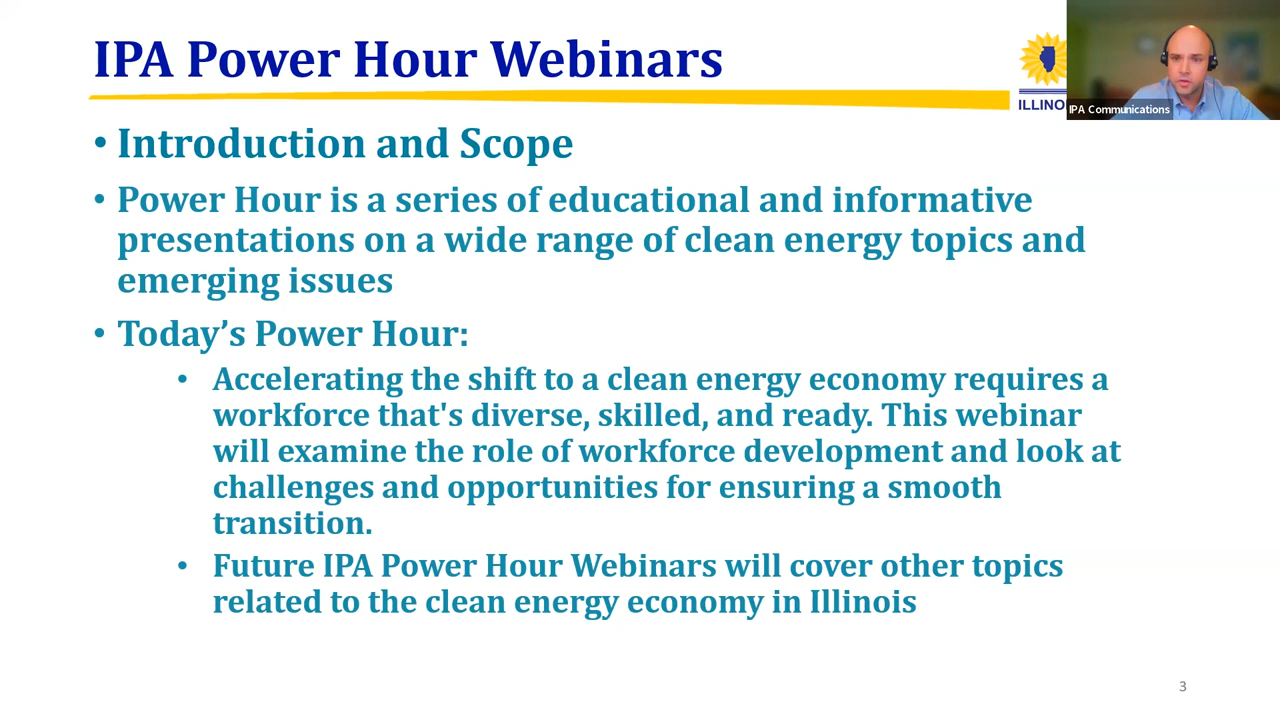 IPA Power Hour Webinars
ILLINO
IPA Communications
• Introduction and Scope
• Power Hour is a series of educational and informative
presentations on a wide range of clean energy topics and
emerging issues
• Today’s Power Hour:
• Accelerating the shift to a clean energy economy requires a
workforce that's diverse, skilled, and ready. This webinar
will examine the role of workforce development and look at
challenges and opportunities for ensuring a smooth
transition.
• Future IPA Power Hour Webinars will cover other topics
related to the clean energy economy in Illinois
3